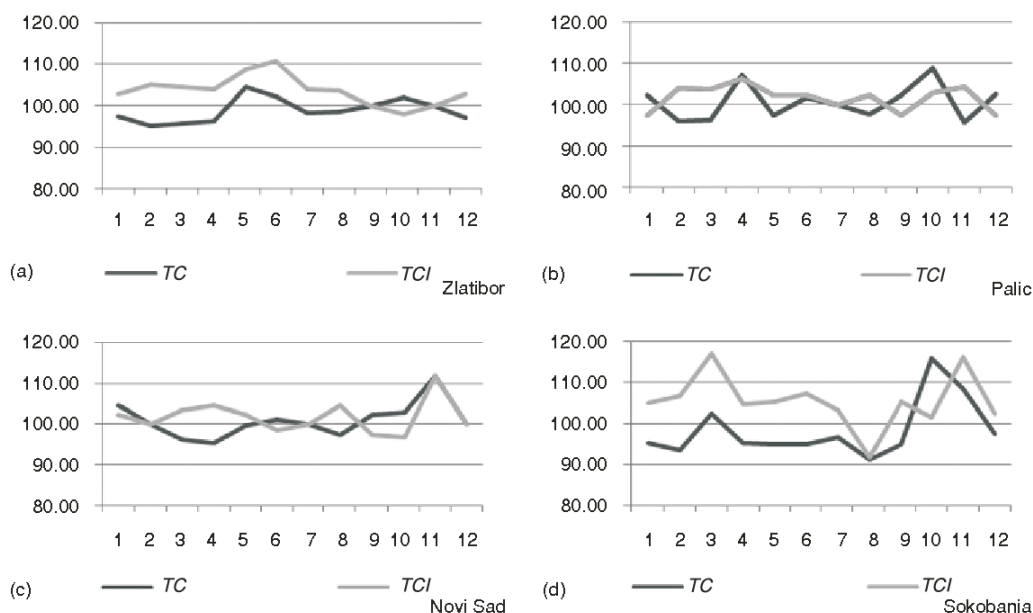 120.00
110.00
100.00
90.00
80.00
1 2 3 4 5 6 7 8 9 10 11 12
(a) TC TCI
Zlatibor
120.00
110.00
100.00
90.00
80.00
1 2 3 4 5 6 7 8 9 10 11 12
(b) TC TCI
Palic
120.00
110.00
100.00
90.00
80.00
1 2 3 4 5 6 7 8 9 10 11 12
(c) TC TCI
Novi Sad
120.00
110.00
100.00
90.00
80.00
1 2 3 4 5 6 7 8 9 10 11 12
(d) TC TCI
Sokobania